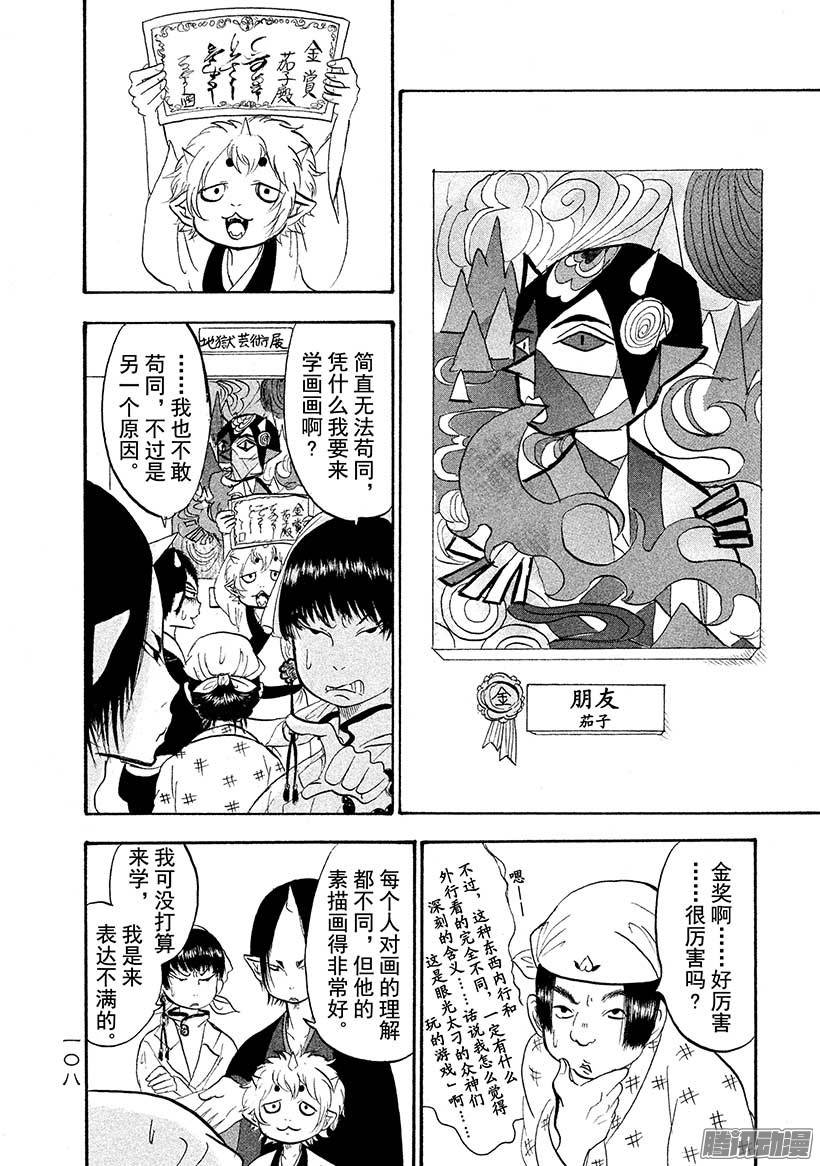 朋友
茄子
金
金賞
茄子殿
地獄芸術展
简直无法苟同，
凭什么我要来
学画画啊？
……我也不敢
苟同，不过是
另一个原因。
金賞
茄子殿
金奖啊……好厉害
……很厉害吗？
嗯——
不过，这种东西内行和
外行看的完全不同，一定有什么
深刻的含义……话说我怎么觉得
「这是眼光太刁的众神们
玩的游戏」啊……
每个人对画的理解
都不同，但他的
素描画得非常好。
我可没打算
来学，
我是来
表达不满的。
一〇八
腾讯动漫